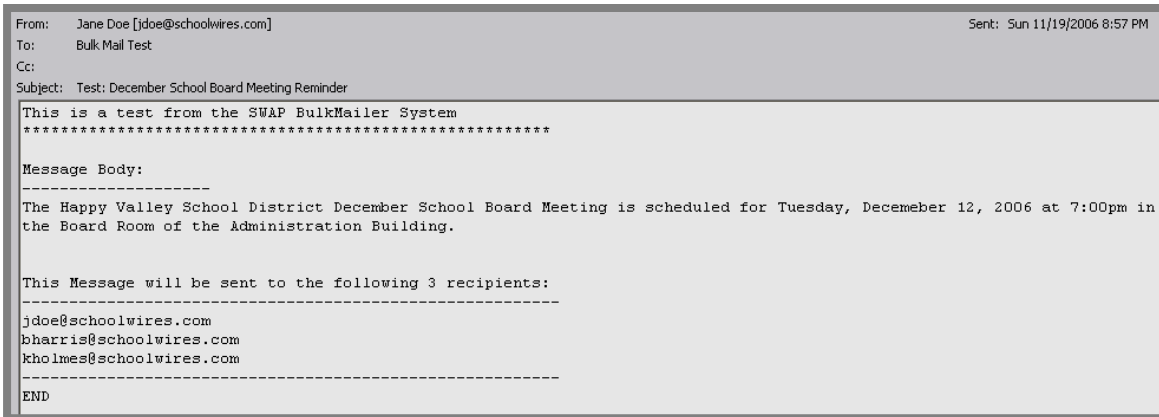 From: Jane Doe [jdoe@schoolwires.com] Sent: Sun 11/19/2006 8:57 PM
To: Bulk Mail Test
Cc:
Subject: Test: December School Board Meeting Reminder
This is a test from the SWAP BulkMailer System
********************************************************
Message Body:
--------------------
The Happy Valley School District December School Board Meeting is scheduled for Tuesday, Decemeber 12, 2006 at 7:00pm in
the Board Room of the Administration Building.
This Message will be sent to the following 3 recipients:
---------------------------------------------------------
jdoe@schoolwires.com
bharris@schoolwires.com
kholmes@schoolwires.com
---------------------------------------------------------
END